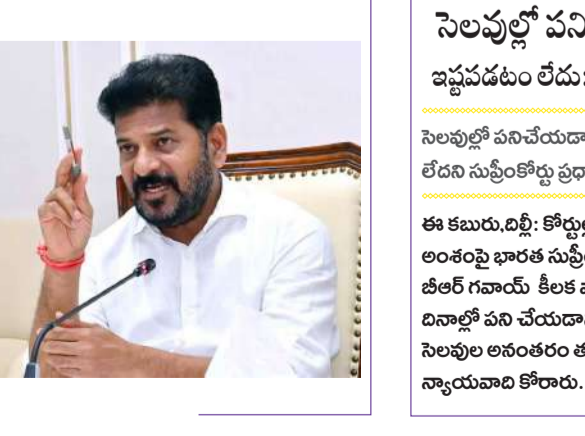 సెలవుల్లో పని
ఇష్టపడటం లేదు:
సెలవుల్లో పనిచేయడా
లేదని సుప్రీంకోర్టు ప్రధా
ఈ కబురు,దిల్లీ: కోర్టుల్ల
అంశంపై భారత సుప్రీం
బీఆర్ గవాయ్ కీలక వ
దినాల్లో పని చేయడాన
సెలవుల అనంతరం త
న్యాయవాది కోరారు.